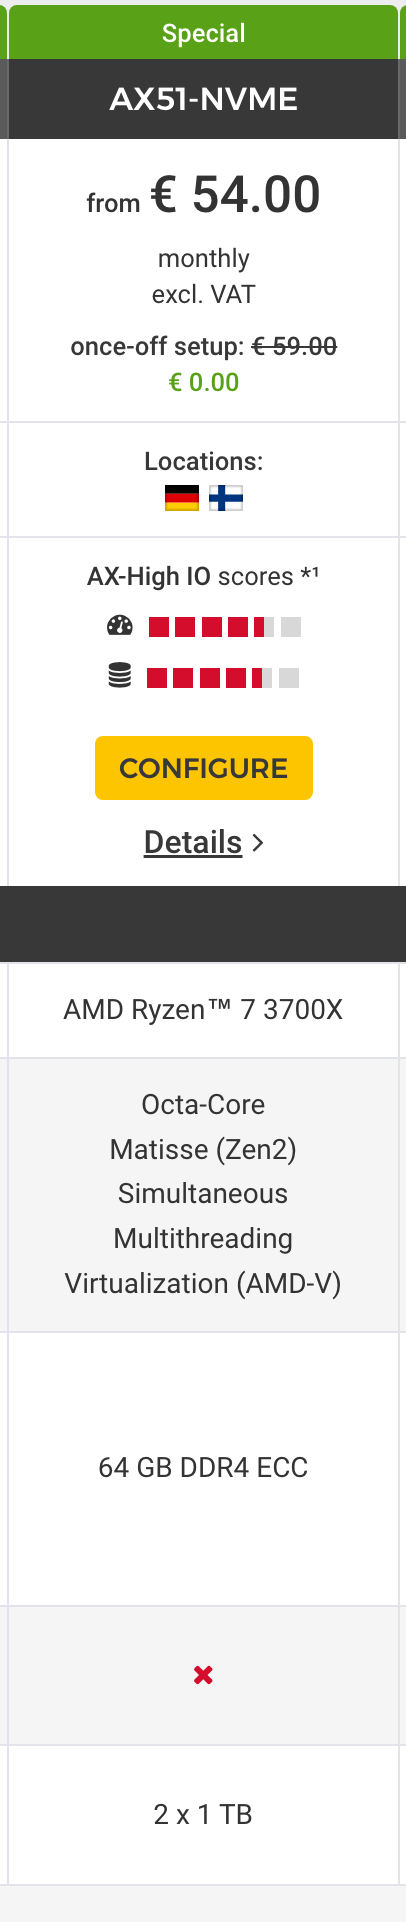 Special
AX51-NVME
from € 54.00
monthly
excl. VAT
once-off setup: € 59.00
€ 0.00
Locations:
AX-High IO scores *¹
CONFIGURE
Details >
AMD Ryzen™ 7 3700X
Octa-Core
Matisse (Zen2)
Simultaneous
Multithreading
Virtualization (AMD-V)
64 GB DDR4 ECC
2 x 1 TB